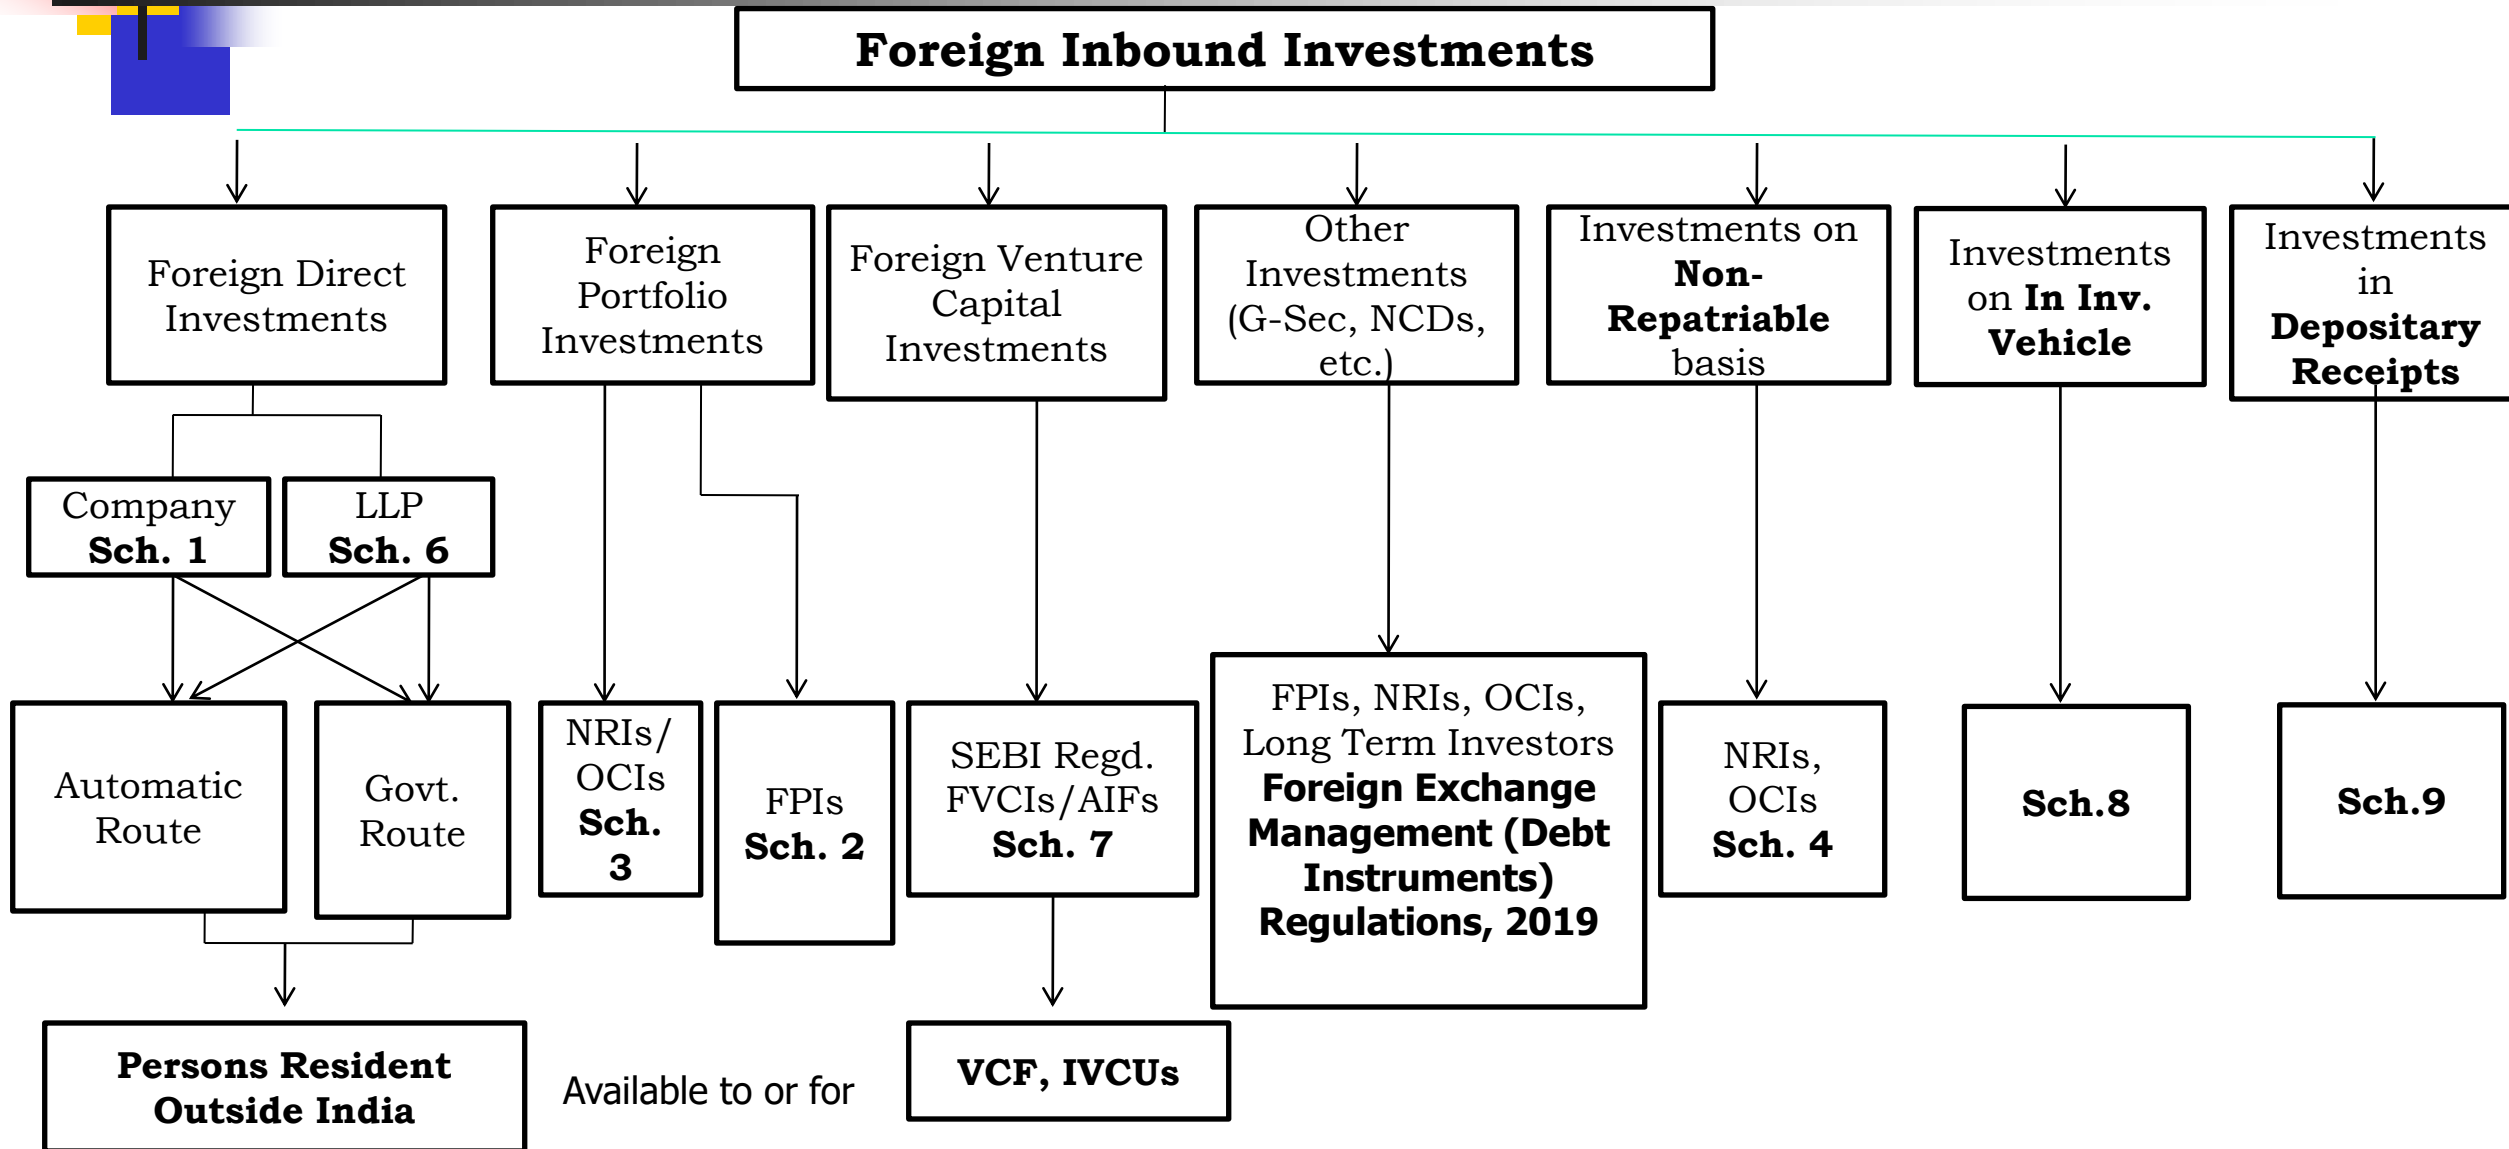 Foreign Inbound Investments
Foreign Direct
Investments
Foreign
Portfolio
Investments
Foreign Venture
Capital
Investments
Other
Investments
(G-Sec, NCDs,
etc.)
Investments on
Non-
Repatriable
basis
Investments
on In Inv.
Vehicle
Investments
in
Depositary
Receipts
Company
Sch. 1
LLP
Sch. 6
Automatic
Route
Govt.
Route
NRIs/
OCIs
Sch.
3
FPIs
Sch. 2
SEBI Regd.
FVCIs/AIFs
Sch. 7
FPIs, NRIs, OCIs,
Long Term Investors
Foreign Exchange
Management (Debt
Instruments)
Regulations, 2019
NRIs,
OCIs
Sch. 4
Sch.8
Sch.9
Persons Resident
Outside India
Available to or for
VCF, IVCUs